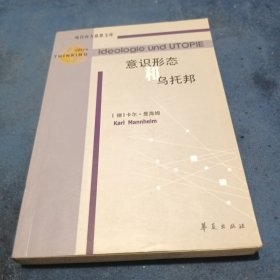 现代西方思想文库
THINKING
Ideologie und UTOPIE
意识形态
和
乌托邦
[德]卡尔·曼海姆
Karl Mannheim
华夏出版社